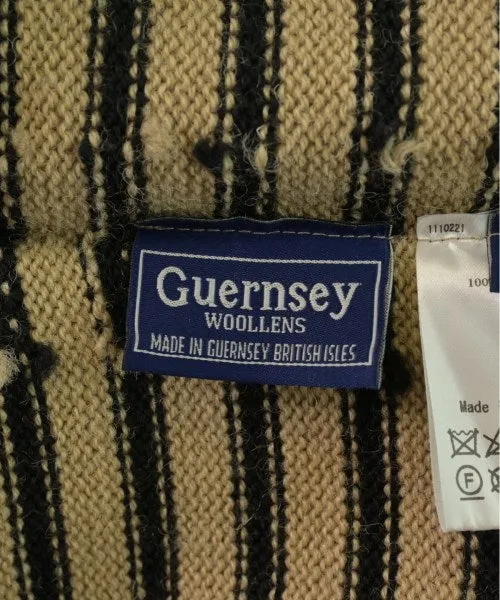 Guernsey
WOOLLENS
MADE IN GUERNSEY BRITISH ISLES
1110221
100
Made
F